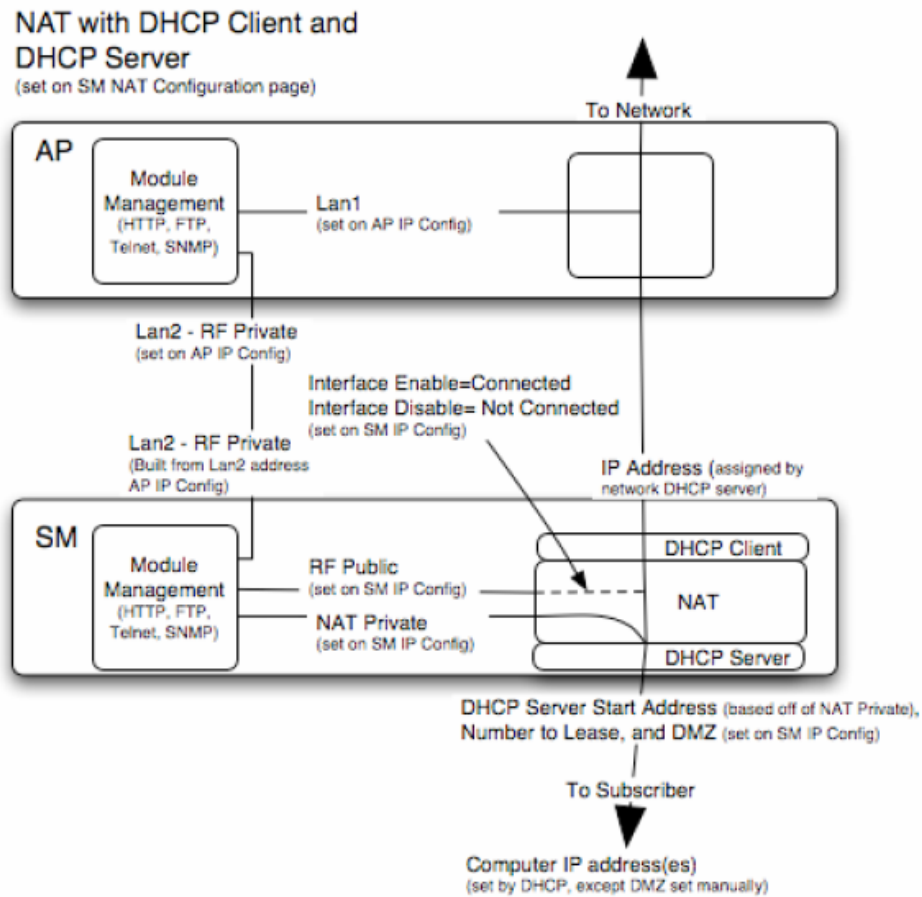 NAT with DHCP Client and
DHCP Server
(set on SM NAT Configuration page)
To Network
AP
Module
Management
(HTTP, FTP,
Telnet, SNMP)
Lan1
(set on AP IP Config)
Lan2 - RF Private
(set on AP IP Config)
Interface Enable=Connected
Interface Disable= Not Connected
(set on SM IP Config)
Lan2 - RF Private
(Built from Lan2 address
AP IP Config)
IP Address (assigned by
network DHCP server)
SM
Module
Management
(HTTP, FTP,
Telnet, SNMP)
RF Public
(set on SM IP Config)
NAT Private
(set on SM IP Config)
DHCP Client
NAT
DHCP Server
DHCP Server Start Address (based off of NAT Private),
Number to Lease, and DMZ (set on SM IP Config)
To Subscriber
Computer IP address(es)
(set by DHCP, except DMZ set manually)